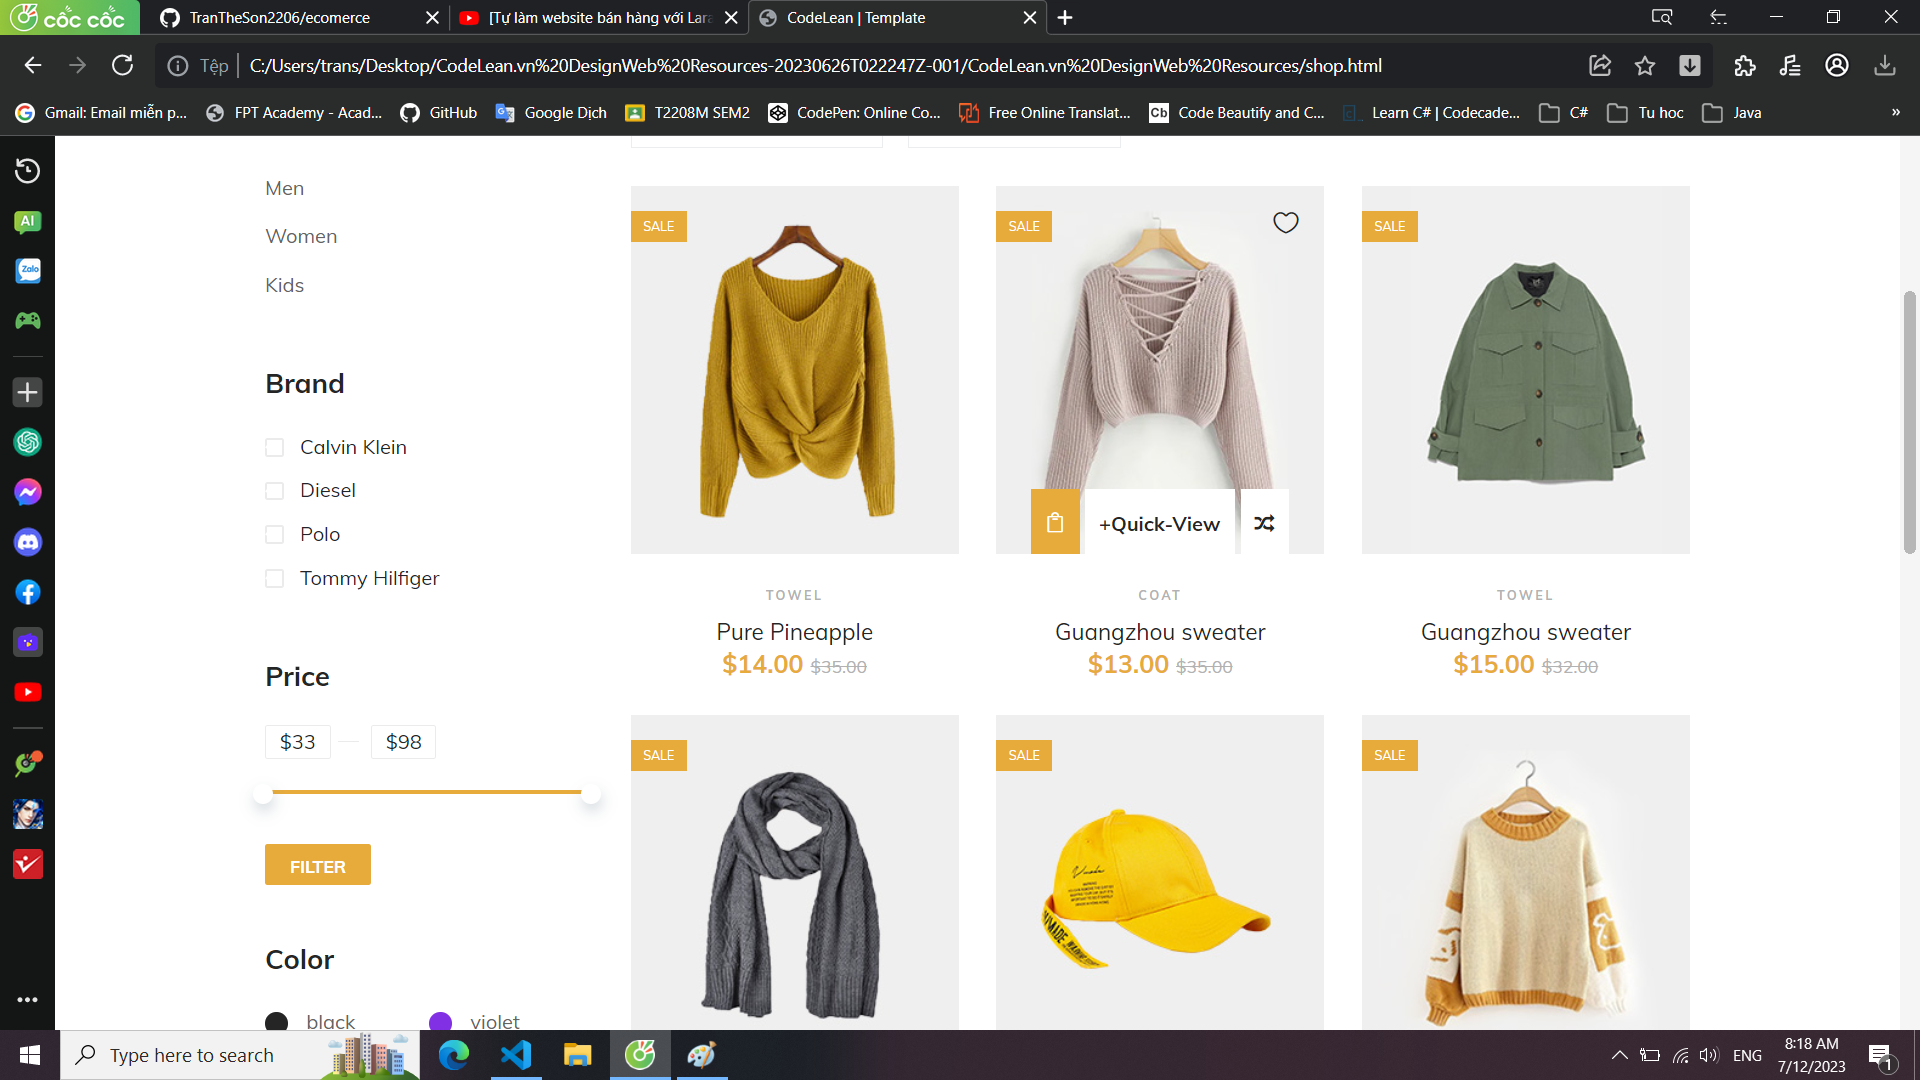 cốc cốc
TranTheSon2206/ecomerce
[Tự làm website bán hàng với Lara
CodeLean | Template
Tệp
C:/Users/trans/Desktop/CodeLean.vn%20DesignWeb%20Resources-20230626T022247Z-001/CodeLean.vn%20DesignWeb%20Resources/shop.html
Gmail: Email miễn p...
FPT Academy - Acad...
GitHub
Google Dịch
T2208M SEM2
CodePen: Online Co...
Free Online Translat...
Cb
Code Beautify and C...
Learn C# | Codecade...
C#
Tu hoc
Java
»
AI
Zalo
Men
Women
Kids
Brand
Calvin Klein
Diesel
Polo
Tommy Hilfiger
Price
$33
$98
FILTER
Color
black
violet
SALE
TOWEL
Pure Pineapple
$14.00 $35.00
SALE
+Quick-View
COAT
Guangzhou sweater
$13.00 $35.00
SALE
TOWEL
Guangzhou sweater
$15.00 $32.00
SALE
SALE
SALE
Type here to search
ENG
8:18 AM
7/12/2023
1